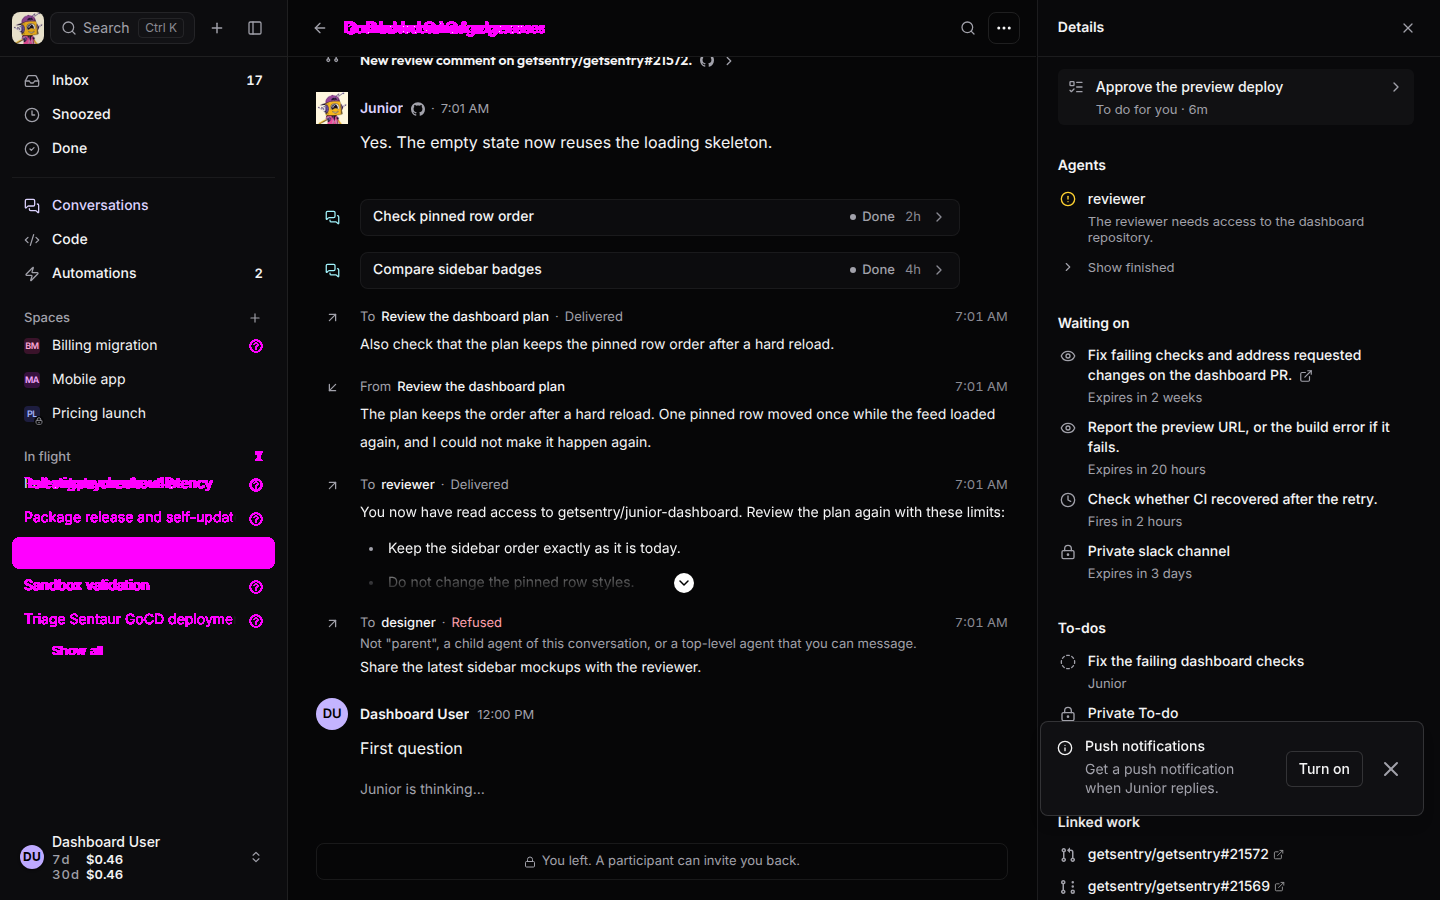 Search
Ctrl K
Inbox
17
Snoozed
Done
Conversations
Code
Automations
2
Spaces
BM
Billing migration
MA
Mobile app
PL
Pricing launch
In flight
Package release and self-updat
Sandbox validation
Triage Sentaur GoCD deployme
Show all
DU
Dashboard User
7d $0.46
30d $0.46
New review comment on getsentry/getsentry#21572.
Junior · 7:01 AM
Yes. The empty state now reuses the loading skeleton.
Check pinned row order
Done 2h
Compare sidebar badges
Done 4h
To Review the dashboard plan · Delivered
7:01 AM
Also check that the plan keeps the pinned row order after a hard reload.
From Review the dashboard plan
7:01 AM
The plan keeps the order after a hard reload. One pinned row moved once while the feed loaded
again, and I could not make it happen again.
To reviewer · Delivered
7:01 AM
You now have read access to getsentry/junior-dashboard. Review the plan again with these limits:
• Keep the sidebar order exactly as it is today.
• Do not change the pinned row styles.
To designer · Refused
7:01 AM
Not "parent", a child agent of this conversation, or a top-level agent that you can message.
Share the latest sidebar mockups with the reviewer.
DU
Dashboard User 12:00 PM
First question
Junior is thinking...
You left. A participant can invite you back.
Details
Approve the preview deploy
To do for you · 6m
Agents
reviewer
The reviewer needs access to the dashboard
repository.
Show finished
Waiting on
Fix failing checks and address requested
changes on the dashboard PR.
Expires in 2 weeks
Report the preview URL, or the build error if it
fails.
Expires in 20 hours
Check whether CI recovered after the retry.
Fires in 2 hours
Private slack channel
Expires in 3 days
To-dos
Fix the failing dashboard checks
Junior
Private To-do
Push notifications
Get a push notification
when Junior replies.
Turn on
Linked work
getsentry/getsentry#21572
getsentry/getsentry#21569